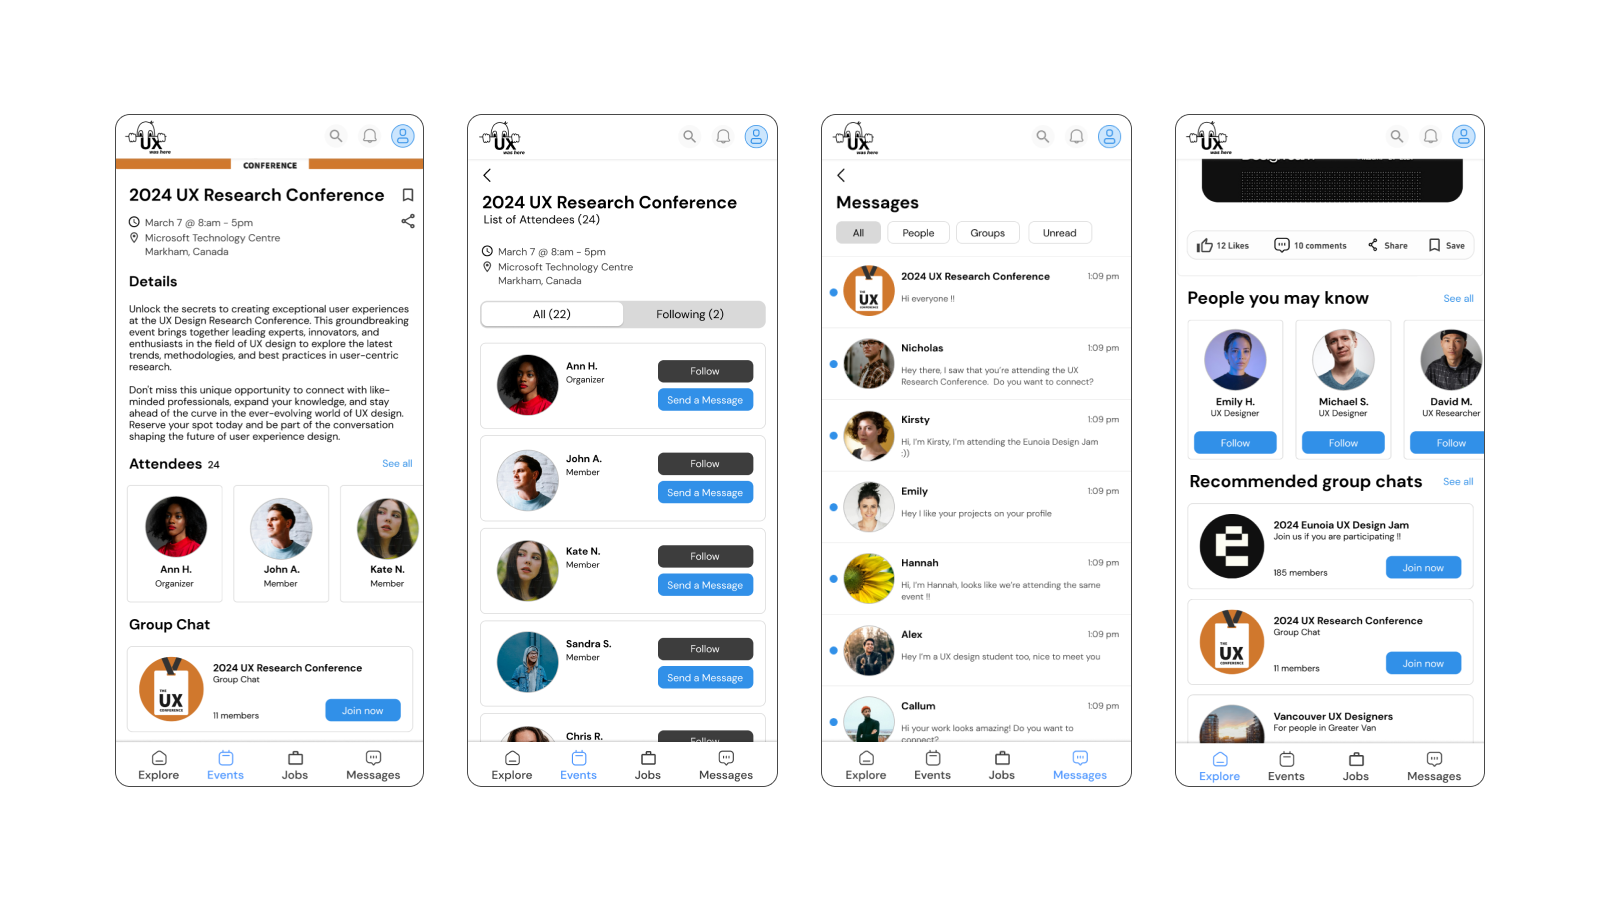 UX
was here
CONFERENCE
2024 UX Research Conference
March 7 @ 8:am - 5pm
Microsoft Technology Centre
Markham, Canada
Details
Unlock the secrets to creating exceptional user experiences
at the UX Design Research Conference. This groundbreaking
event brings together leading experts, innovators, and
enthusiasts in the field of UX design to explore the latest
trends, methodologies, and best practices in user-centric
research.
Don't miss this unique opportunity to connect with like-
minded professionals, expand your knowledge, and stay
ahead of the curve in the ever-evolving world of UX design.
Reserve your spot today and be part of the conversation
shaping the future of user experience design.
Attendees 24
See all
Ann H.
Organizer
John A.
Member
Kate N.
Member
Group Chat
THE
UX
CONFERENCE
2024 UX Research Conference
Group Chat
11 members
Join now
Explore
Events
Jobs
Messages
UX
was here
2024 UX Research Conference
List of Attendees (24)
March 7 @ 8:am - 5pm
Microsoft Technology Centre
Markham, Canada
All (22)
Following (2)
Ann H.
Organizer
Follow
Send a Message
John A.
Member
Follow
Send a Message
Kate N.
Member
Follow
Send a Message
Sandra S.
Member
Follow
Send a Message
Chris R.
Follow
Explore
Events
Jobs
Messages
UX
was here
Messages
All
People
Groups
Unread
THE
UX
CONFERENCE
2024 UX Research Conference
1:09 pm
Hi everyone !!
Nicholas
1:09 pm
Hey there, I saw that you're attending the UX
Research Conference. Do you want to connect?
Kirsty
1:09 pm
Hi, I'm Kirsty, I'm attending the Eunoia Design Jam
:))
Emily
1:09 pm
Hey I like your projects on your profile
Hannah
1:09 pm
Hi, I'm Hannah, looks like we're attending the same
event !!
Alex
1:09 pm
Hey I'm a UX design student too, nice to meet you
Callum
1:09 pm
Hi your work looks amazing! Do you want to
connect?
Explore
Events
Jobs
Messages
UX
was here
12 Likes
10 comments
Share
Save
People you may know
See all
Emily H.
UX Designer
Follow
Michael S.
UX Designer
Follow
David M.
UX Researcher
Follow
Recommended group chats
See all
2024 Eunoia UX Design Jam
Join us if you are participating !!
185 members
Join now
THE
UX
CONFERENCE
2024 UX Research Conference
Group Chat
11 members
Join now
Vancouver UX Designers
For people in Greater Van
Explore
Events
Jobs
Messages